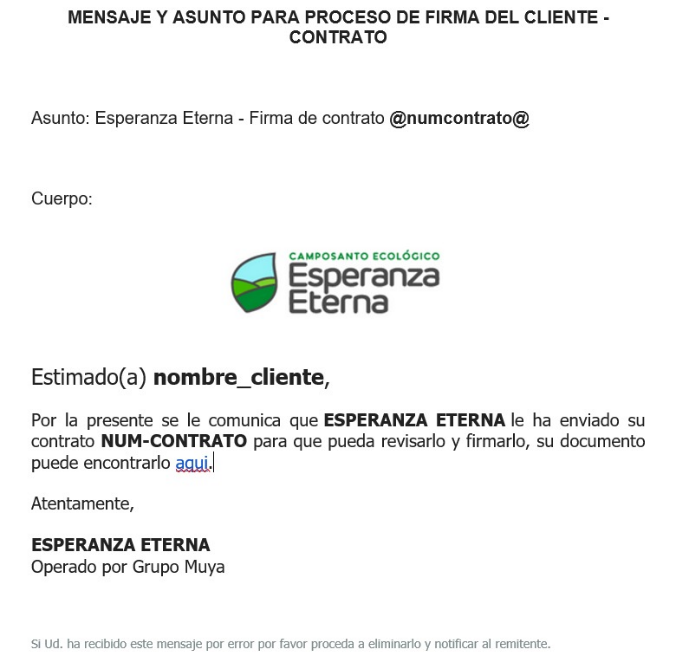 MENSAJE Y ASUNTO PARA PROCESO DE FIRMA DEL CLIENTE -
CONTRATO
Asunto: Esperanza Eterna - Firma de contrato @numcontrato@
Cuerpo:
CAMPOSANTO ECOLÓGICO
Esperanza
Eterna
Estimado(a) nombre_cliente,
Por la presente se le comunica que ESPERANZA ETERNA le ha enviado su
contrato NUM-CONTRATO para que pueda revisarlo y firmarlo, su documento
puede encontrarlo aqui.
Atentamente,
ESPERANZA ETERNA
Operado por Grupo Muya
Si Ud. ha recibido este mensaje por error por favor proceda a eliminarlo y notificar al remitente.